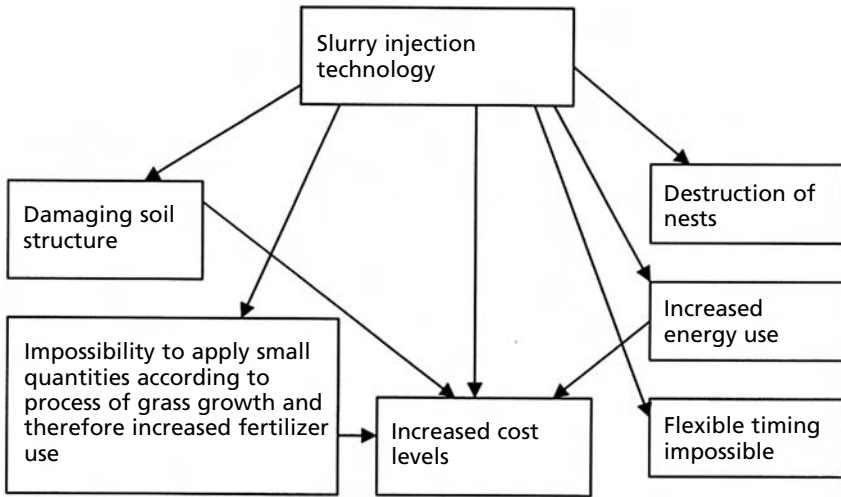 Slurry injection
technology
Damaging soil
structure
Destruction of
nests
Increased
energy use
Impossibility to apply small
quantities according to
process of grass growth and
therefore increased fertilizer
use
Increased cost
levels
Flexible timing
impossible